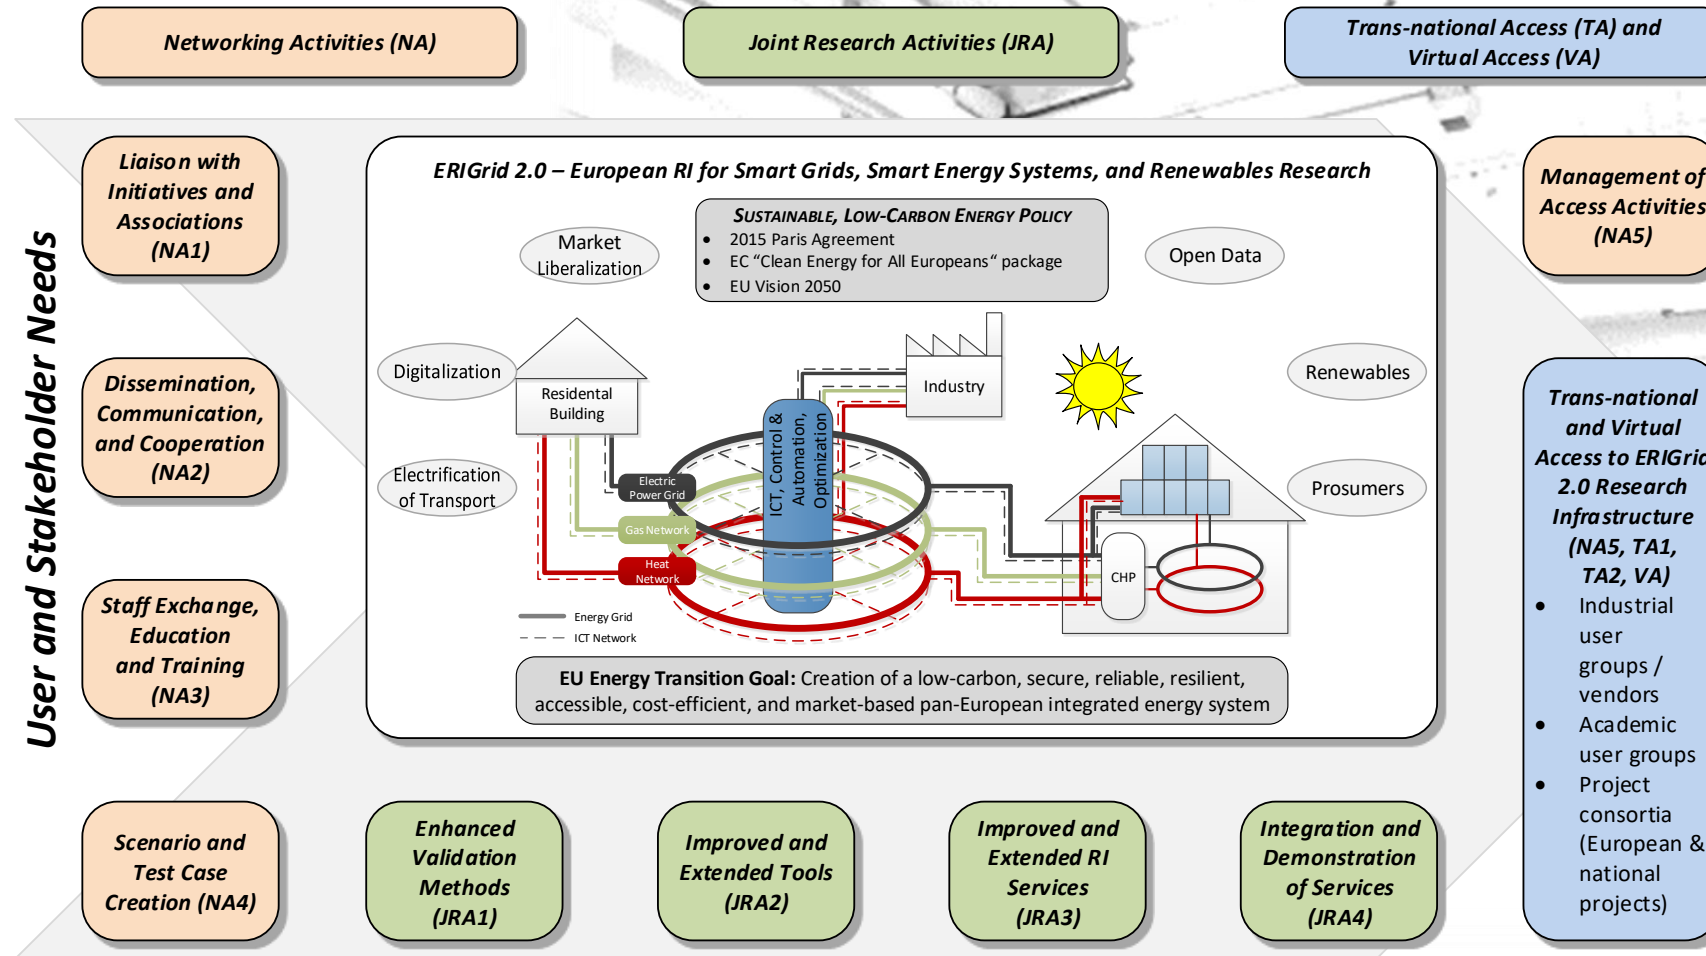 Networking Activities (NA)
Joint Research Activities (JRA)
Trans-national Access (TA) and
Virtual Access (VA)
User and Stakeholder Needs
Liaison with
Initiatives and
Associations
(NA1)
Dissemination,
Communication,
and Cooperation
(NA2)
Staff Exchange,
Education
and Training
(NA3)
Scenario and
Test Case
Creation (NA4)
ERIGrid 2.0 – European RI for Smart Grids, Smart Energy Systems, and Renewables Research
SUSTAINABLE, LOW-CARBON ENERGY POLICY
• 2015 Paris Agreement
• EC “Clean Energy for All Europeans“ package
• EU Vision 2050
Market
Liberalization
Open Data
Digitalization
Renewables
Electrification
of Transport
Prosumers
Residental
Building
Industry
ICT, Control &
Automation,
Optimization
Electric
Power Grid
Gas Network
Heat
Network
CHP
Energy Grid
ICT Network
EU Energy Transition Goal: Creation of a low-carbon, secure, reliable, resilient,
accessible, cost-efficient, and market-based pan-European integrated energy system
Enhanced
Validation
Methods
(JRA1)
Improved and
Extended Tools
(JRA2)
Improved and
Extended RI
Services
(JRA3)
Integration and
Demonstration
of Services
(JRA4)
Management of
Access Activities
(NA5)
Trans-national
and Virtual
Access to ERIGrid
2.0 Research
Infrastructure
(NA5, TA1,
TA2, VA)
• Industrial
user
groups /
vendors
• Academic
user groups
• Project
consortia
(European &
national
projects)